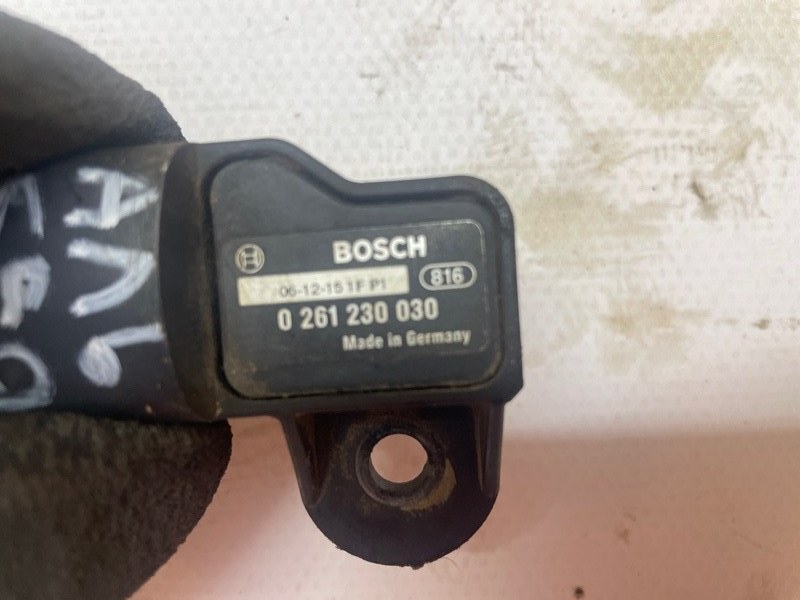 BOSCH
06-12-15 1F P1
816
0 261 230 030
Made in Germany